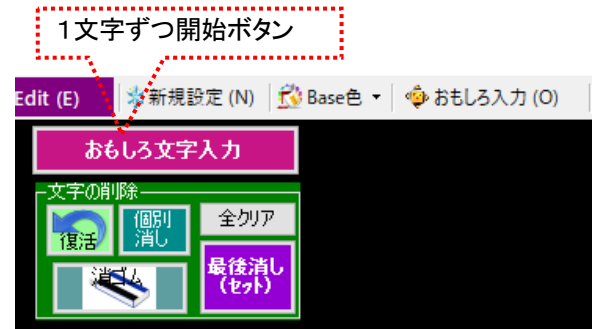 １文字ずつ開始ボタン
Edit (E) 新規設定 (N) Base色 おもしろ入力 (O)
おもしろ文字入力
文字の削除
復活 個別消し 全クリア
消ゴム 最後消し(セット)